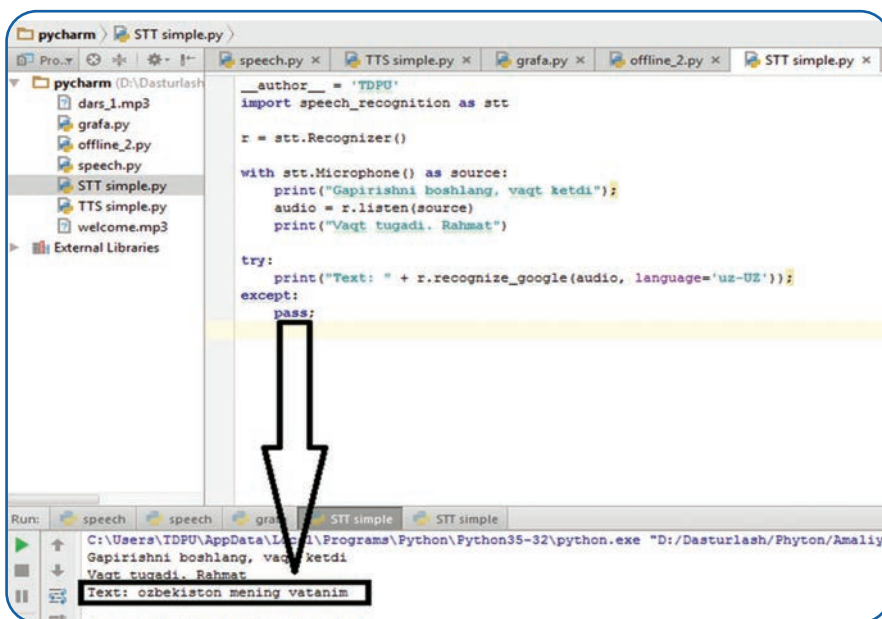 pycharm STT simple.py
Pro.. speech.py × TTS simple.py × grafa.py × offline_2.py × STT simple.py ×
pycharm (D:\Dasturlash
dars_1.mp3
grafa.py
offline_2.py
speech.py
STT simple.py
TTS simple.py
welcome.mp3
External Libraries
__author__ = 'TDPU'
import speech_recognition as stt
r = stt.Recognizer()
with stt.Microphone() as source:
print("Gapirishni boshlang, vaqt ketdi");
audio = r.listen(source)
print("Vaqt tugadi. Rahmat")
try:
print("Text: " + r.recognize_google(audio, language='uz-UZ'));
except:
pass;
Run: speech speech STT simple STT simple
C:\Users\TDPU\AppData\Local\Programs\Python\Python35-32\python.exe "D:/Dasturlash/Phyton/Amaliy
Gapirishni boshlang, vaqt ketdi
Vaqt tugadi. Rahmat
Text: ozbekiston mening vatanim